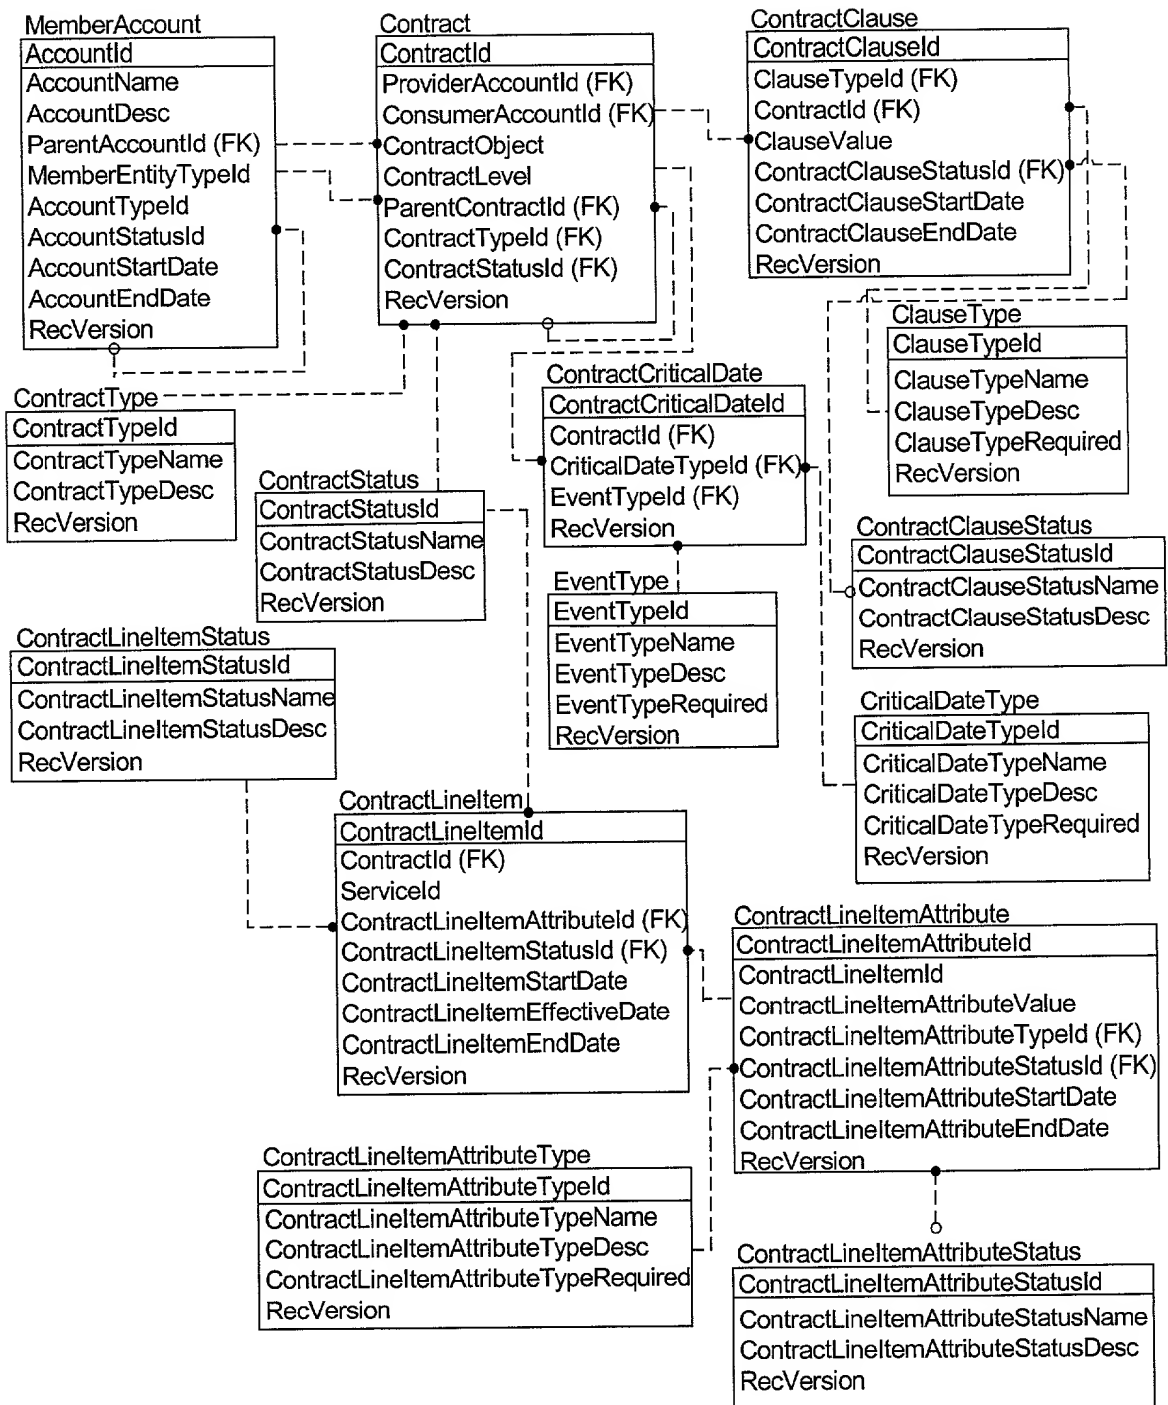 MemberAccount
AccountId
AccountName
AccountDesc
ParentAccountId (FK)
MemberEntityTypeId
AccountTypeId
AccountStatusId
AccountStartDate
AccountEndDate
RecVersion
Contract
ContractId
ProviderAccountId (FK)
ConsumerAccountId (FK)
ContractObject
ContractLevel
ParentContractId (FK)
ContractTypeId (FK)
ContractStatusId (FK)
RecVersion
ContractClause
ContractClauseId
ClauseTypeId (FK)
ContractId (FK)
ClauseValue
ContractClauseStatusId (FK)
ContractClauseStartDate
ContractClauseEndDate
RecVersion
ClauseType
ClauseTypeId
ClauseTypeName
ClauseTypeDesc
ClauseTypeRequired
RecVersion
ContractType
ContractTypeId
ContractTypeName
ContractTypeDesc
RecVersion
ContractStatus
ContractStatusId
ContractStatusName
ContractStatusDesc
RecVersion
ContractCriticalDate
ContractCriticalDateId
ContractId (FK)
CriticalDateTypeId (FK)
EventTypeId (FK)
RecVersion
EventType
EventTypeId
EventTypeName
EventTypeDesc
EventTypeRequired
RecVersion
ContractClauseStatus
ContractClauseStatusId
ContractClauseStatusName
ContractClauseStatusDesc
RecVersion
ContractLineItemStatus
ContractLineItemStatusId
ContractLineItemStatusName
ContractLineItemStatusDesc
RecVersion
CriticalDateType
CriticalDateTypeId
CriticalDateTypeName
CriticalDateTypeDesc
CriticalDateTypeRequired
RecVersion
ContractLineItem
ContractLineItemId
ContractId (FK)
ServiceId
ContractLineItemAttributeId (FK)
ContractLineItemStatusId (FK)
ContractLineItemStartDate
ContractLineItemEffectiveDate
ContractLineItemEndDate
RecVersion
ContractLineItemAttribute
ContractLineItemAttributeId
ContractLineItemId
ContractLineItemAttributeValue
ContractLineItemAttributeTypeId (FK)
ContractLineItemAttributeStatusId (FK)
ContractLineItemAttributeStartDate
ContractLineItemAttributeEndDate
RecVersion
ContractLineItemAttributeType
ContractLineItemAttributeTypeId
ContractLineItemAttributeTypeName
ContractLineItemAttributeTypeDesc
ContractLineItemAttributeTypeRequired
RecVersion
ContractLineItemAttributeStatus
ContractLineItemAttributeStatusId
ContractLineItemAttributeStatusName
ContractLineItemAttributeStatusDesc
RecVersion